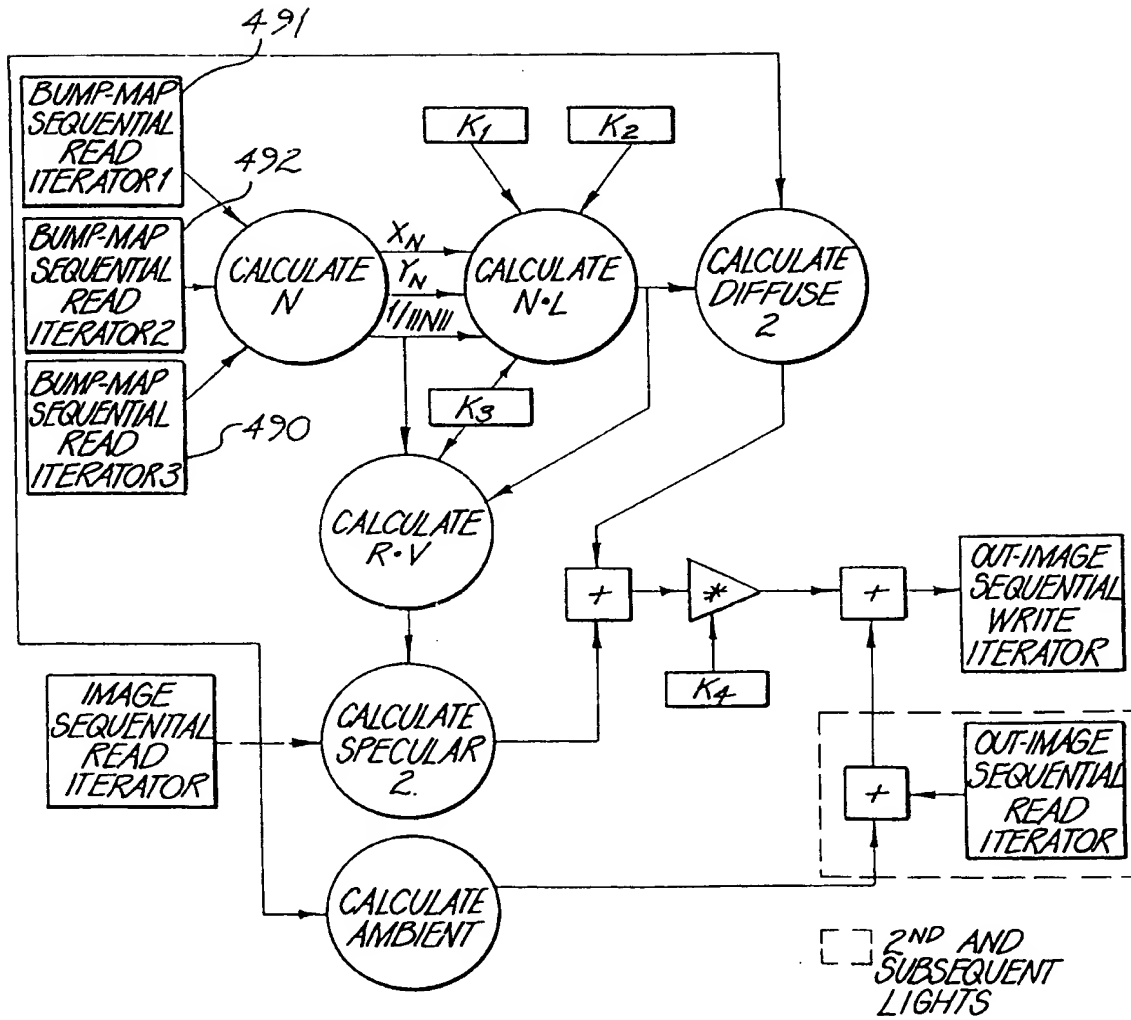 491
BUMP-MAP
SEQUENTIAL
READ
ITERATOR1
492
BUMP-MAP
SEQUENTIAL
READ
ITERATOR2
BUMP-MAP
SEQUENTIAL
READ
ITERATOR3
490
CALCULATE
N
XN
YN
1/||N||
K1
K2
CALCULATE
N·L
K3
CALCULATE
DIFFUSE
2
CALCULATE
R·V
IMAGE
SEQUENTIAL
READ
ITERATOR
CALCULATE
SPECULAR
2.
CALCULATE
AMBIENT
+
*
K4
+
OUT-IMAGE
SEQUENTIAL
WRITE
ITERATOR
+
OUT-IMAGE
SEQUENTIAL
READ
ITERATOR
2ND AND
SUBSEQUENT
LIGHTS